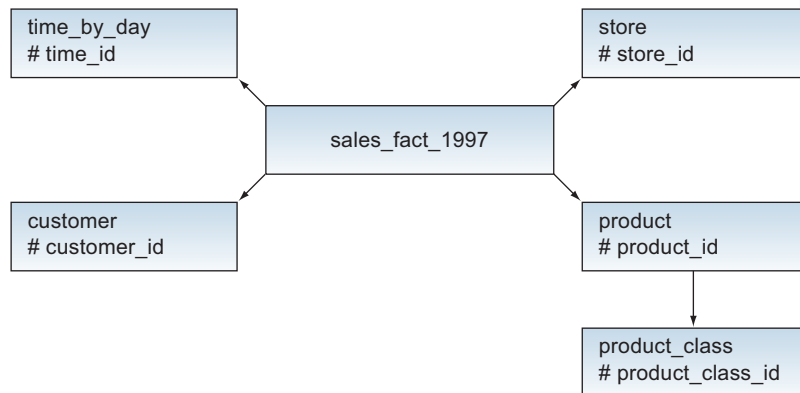 time_by_day
# time_id
store
# store_id
sales_fact_1997
customer
# customer_id
product
# product_id
product_class
# product_class_id